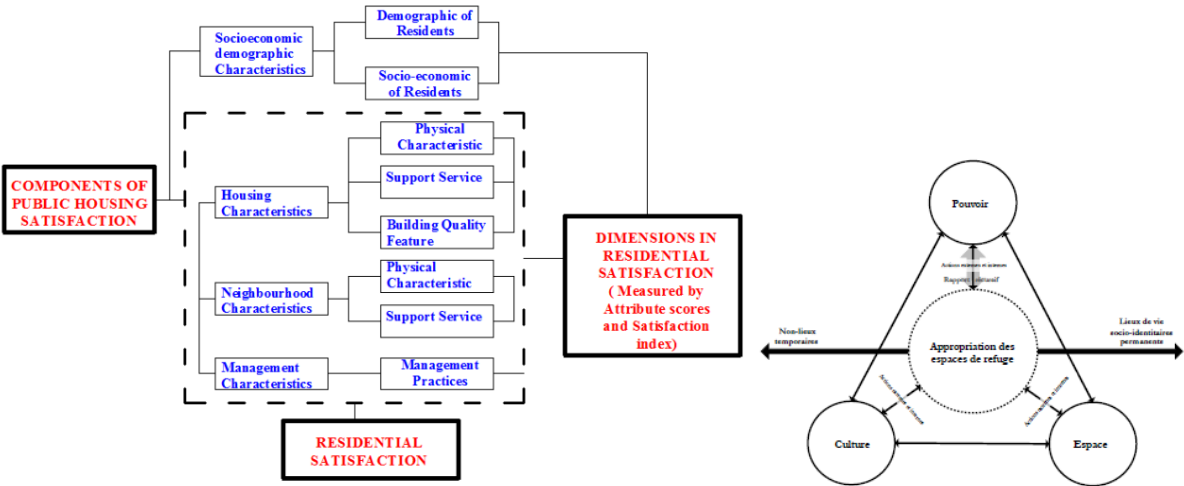 Demographic of
Residents
Socioeconomic
demographic
Characteristics
Socio-economic
of Residents
Physical
Characteristic
Support Service
COMPONENTS OF
PUBLIC HOUSING
SATISFACTION
Housing
Characteristics
Building Quality
Feature
Physical
Characteristic
Neighbourhood
Characteristics
Support Service
Management
Characteristics
Management
Practices
DIMENSIONS IN
RESIDENTIAL
SATISFACTION
( Measured by
Attribute scores
and Satisfaction
index)
RESIDENTIAL
SATISFACTION
Pouvoir
Rapport
Non-lieux
temporaires
Lieux de vie
socio-identitaires
permanente
Appropriation des
espaces de refuge
Culture
Espace